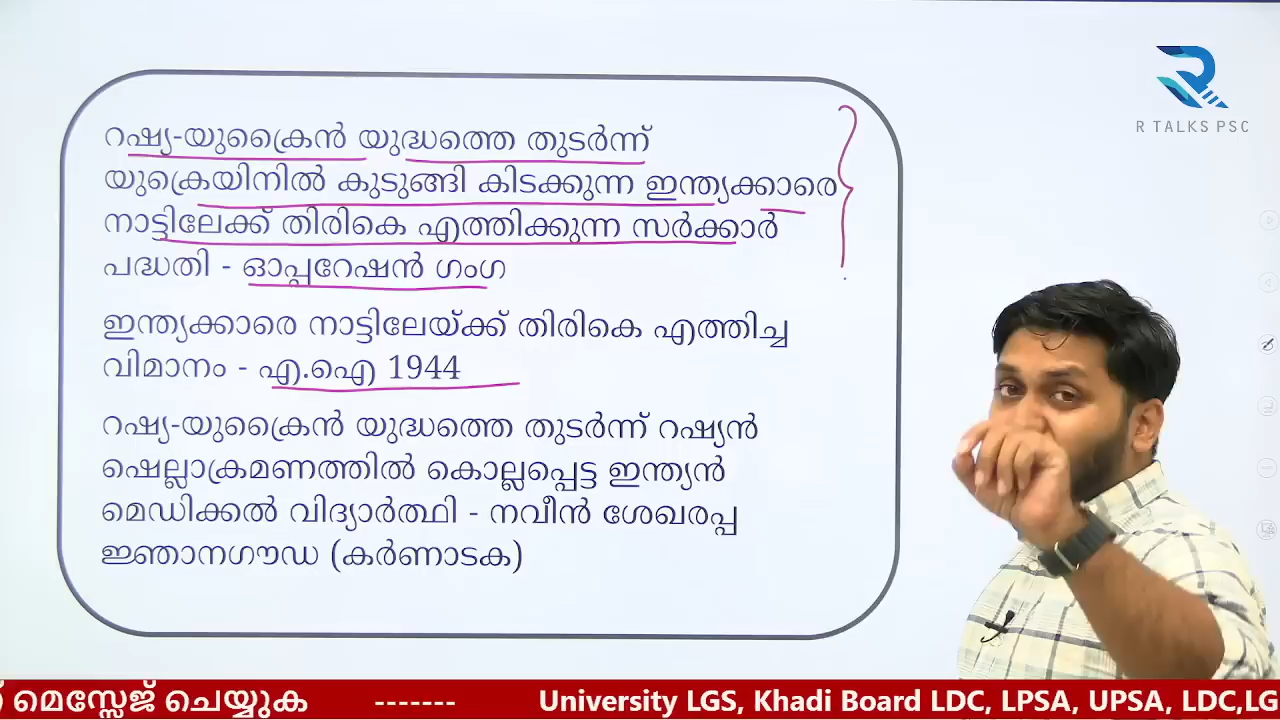 R TALKS PSC
റഷ്യ-യുക്രൈൻ യുദ്ധത്തെ തുടർന്ന്
യുക്രെയിനിൽ കുടുങ്ങി കിടക്കുന്ന ഇന്ത്യക്കാരെ
നാട്ടിലേക്ക് തിരികെ എത്തിക്കുന്ന സർക്കാർ
പദ്ധതി - ഓപ്പറേഷൻ ഗംഗ
ഇന്ത്യക്കാരെ നാട്ടിലേയ്ക്ക് തിരികെ എത്തിച്ച
വിമാനം - എ.ഐ 1944
റഷ്യ-യുക്രൈൻ യുദ്ധത്തെ തുടർന്ന് റഷ്യൻ
ഷെല്ലാക്രമണത്തിൽ കൊല്ലപ്പെട്ട ഇന്ത്യൻ
മെഡിക്കൽ വിദ്യാർത്ഥി - നവീൻ ശേഖരപ്പ
ജ്ഞാനഗൗഡ (കർണാടക)
മെസ്സേജ് ചെയ്യുക ------- University LGS, Khadi Board LDC, LPSA, UPSA, LDC,LG